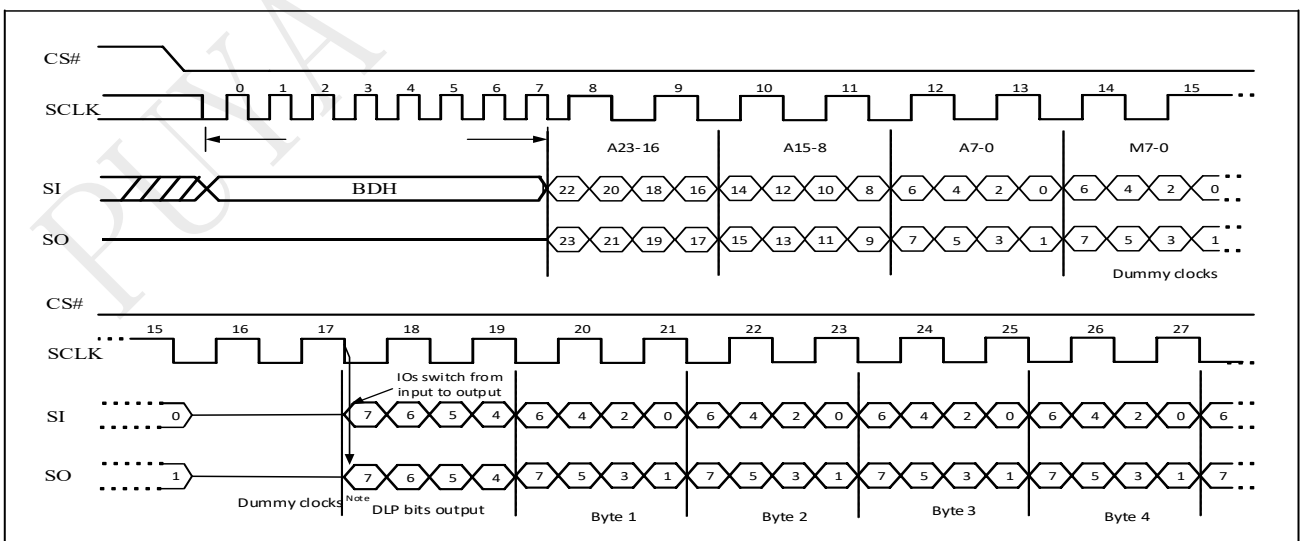 PUYA
CS#
0 1 2 3 4 5 6 7 8 9 10 11 12 13 14 15
SCLK
A23-16 A15-8 A7-0 M7-0
SI BDH 22 20 18 16 14 12 10 8 6 4 2 0 6 4 2 0
SO 23 21 19 17 15 13 11 9 7 5 3 1 7 5 3 1
Dummy clocks
CS#
15 16 17 18 19 20 21 22 23 24 25 26 27
SCLK
IOs switch from
input to output
SI 0 7 6 5 4 6 4 2 0 6 4 2 0 6 4 2 0 6 4 2 0 6
SO 1 7 6 5 4 7 5 3 1 7 5 3 1 7 5 3 1 7 5 3 1 7
Dummy clocks Note DLP bits output Byte 1 Byte 2 Byte 3 Byte 4